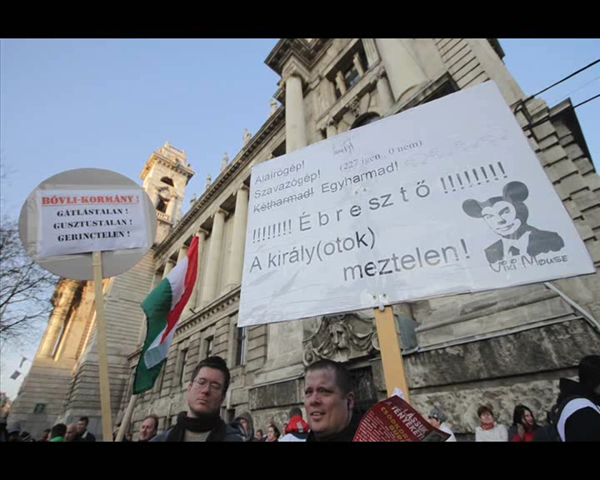 BÓVLI-KORMÁNY !
GÁTLÁSTALAN !
GUSZTUSTALAN !
GERINCTELEN !
Aláírógép!
Szavazógép! (227 igen, 0 nem)
Kétharmad! Egyharmad!
!!!!!!!! Ébresztő !!!!!!!!
A király(otok)
meztelen!
Viki Mouse